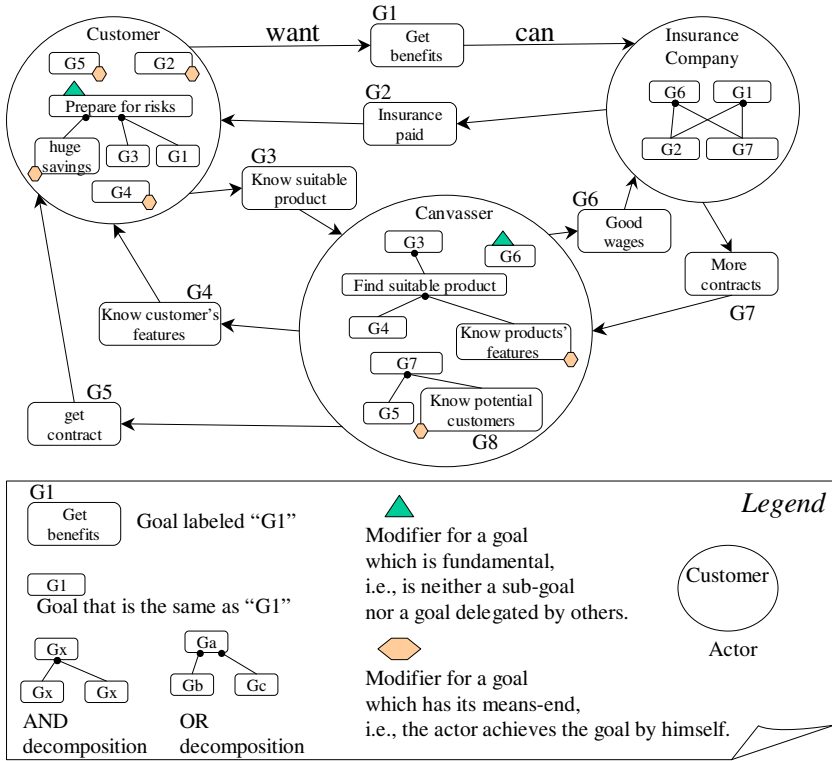 Customer
G5
G2
Prepare for risks
huge
savings
G3
G1
G4
want
G1
Get
benefits
can
Insurance
Company
G6
G1
G2
G7
G2
Insurance
paid
G3
Know suitable
product
Canvasser
G3
G6
Find suitable product
G4
Know products'
features
G7
G5
Know potential
customers
G8
G6
Good
wages
More
contracts
G7
G4
Know customer's
features
G5
get
contract
Legend
G1
Get
benefits
Goal labeled “G1”
G1
Goal that is the same as “G1”
Gx
Gx
Gx
AND
decomposition
Ga
Gb
Gc
OR
decomposition
Modifier for a goal
which is fundamental,
i.e., is neither a sub-goal
nor a goal delegated by others.
Modifier for a goal
which has its means-end,
i.e., the actor achieves the goal by himself.
Customer
Actor